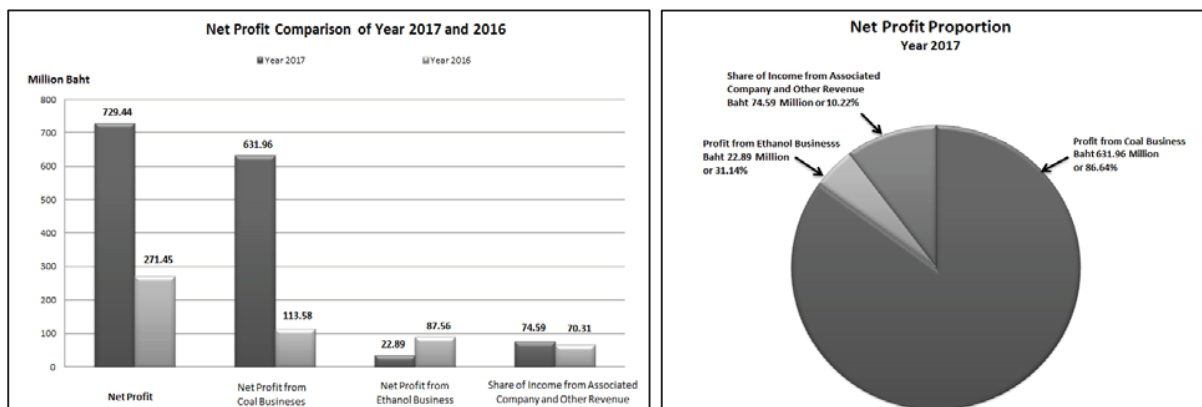 Net Profit Comparison of Year 2017 and 2016
Year 2017
Year 2016
Million Baht
800
700
600
500
400
300
200
100
0
729.44
271.45
631.96
113.58
22.89
87.56
74.59
70.31
Net Profit
Net Profit from
Coal Busineses
Net Profit from
Ethanol Business
Share of Income from Associated
Company and Other Revenue
Net Profit Proportion
Year 2017
Share of Income from Associated
Company and Other Revenue
Baht 74.59 Million or 10.22%
Profit from Ethanol Businesss
Baht 22.89 Million
or 31.14%
Profit from Coal Business
Baht 631.96 Million
or 86.64%